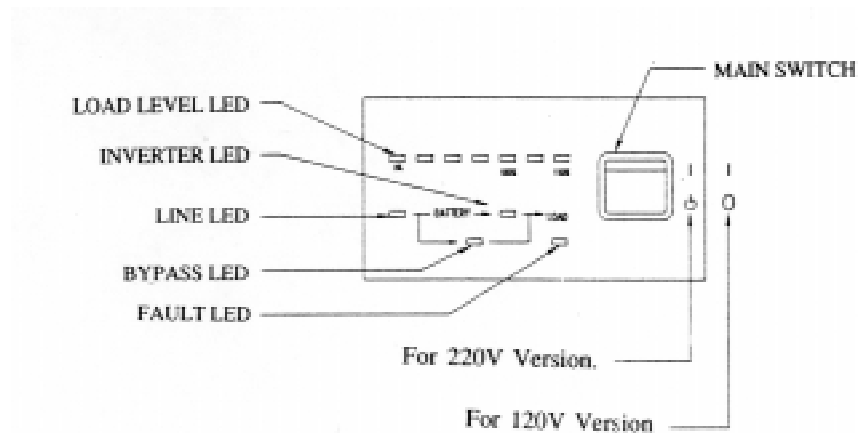 MAIN SWITCH
LOAD LEVEL LED
INVERTER LED
LINE LED
BATTERY
LOAD
BYPASS LED
FAULT LED
For 220V Version.
For 120V Version